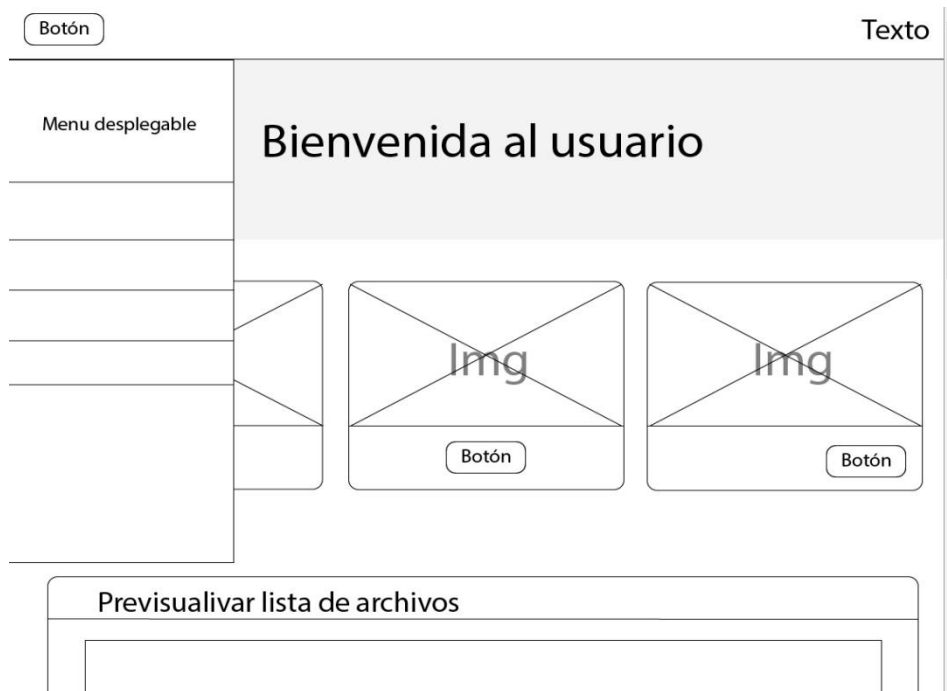 Botón
Texto
Menu desplegable
Bienvenida al usuario
Img
Img
Botón
Botón
Previsualivar lista de archivos